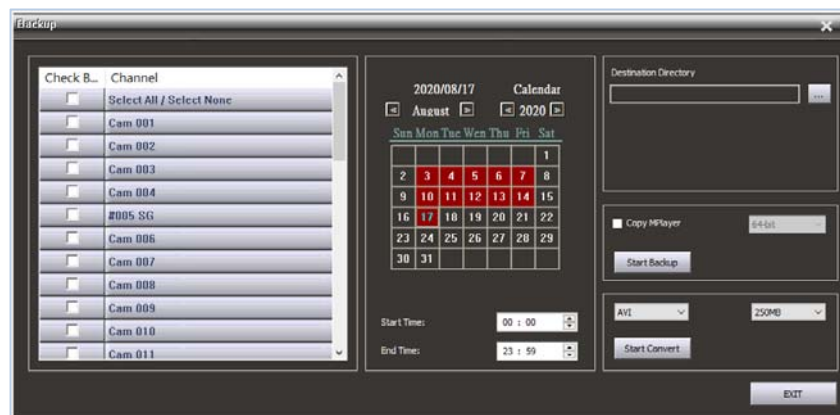 Backup
Check B... Channel
Select All / Select None
Cam 001
Cam 002
Cam 003
Cam 004
#005 SG
Cam 006
Cam 007
Cam 008
Cam 009
Cam 010
Cam 011
2020/08/17 Calendar
August 2020
Sun Mon Tue Wen Thu Fri Sat
1
2 3 4 5 6 7 8
9 10 11 12 13 14 15
16 17 18 19 20 21 22
23 24 25 26 27 28 29
30 31
Start Time: 00 : 00
End Time: 23 : 59
Destination Directory
...
Copy MPlayer 64-bit
Start Backup
AVI 250MB
Start Convert
EXIT